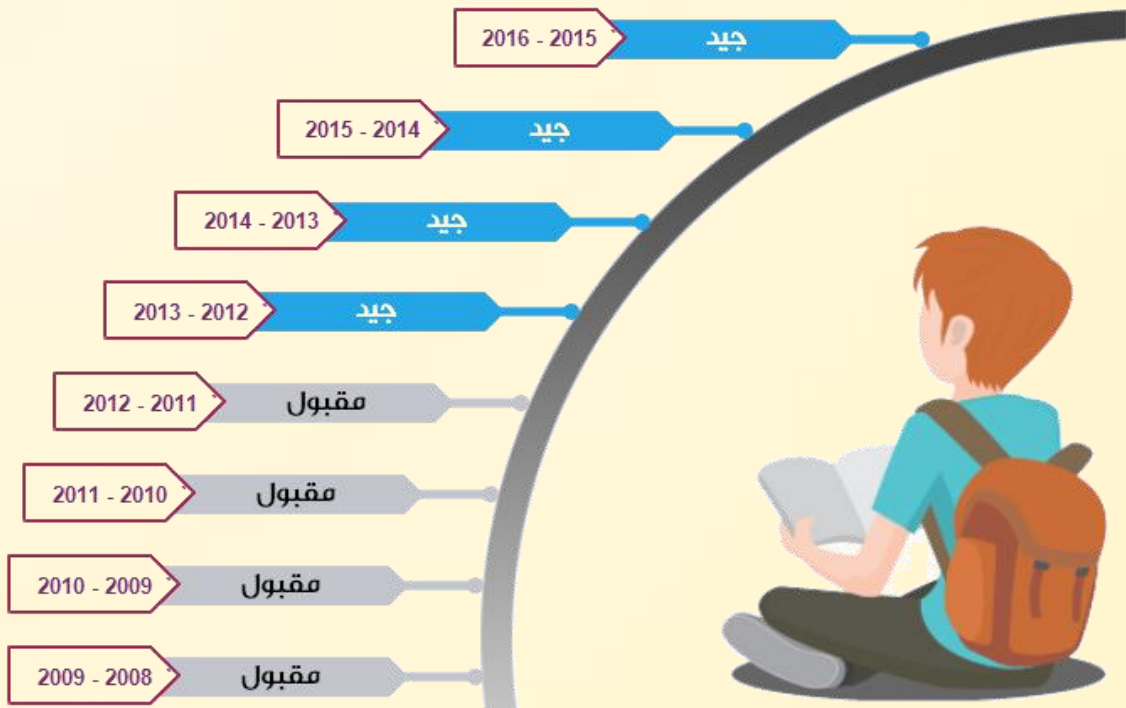 2016 - 2015 جيد
2015 - 2014 جيد
2014 - 2013 جيد
2013 - 2012 جيد
2012 - 2011 مقبول
2011 - 2010 مقبول
2010 - 2009 مقبول
2009 - 2008 مقبول